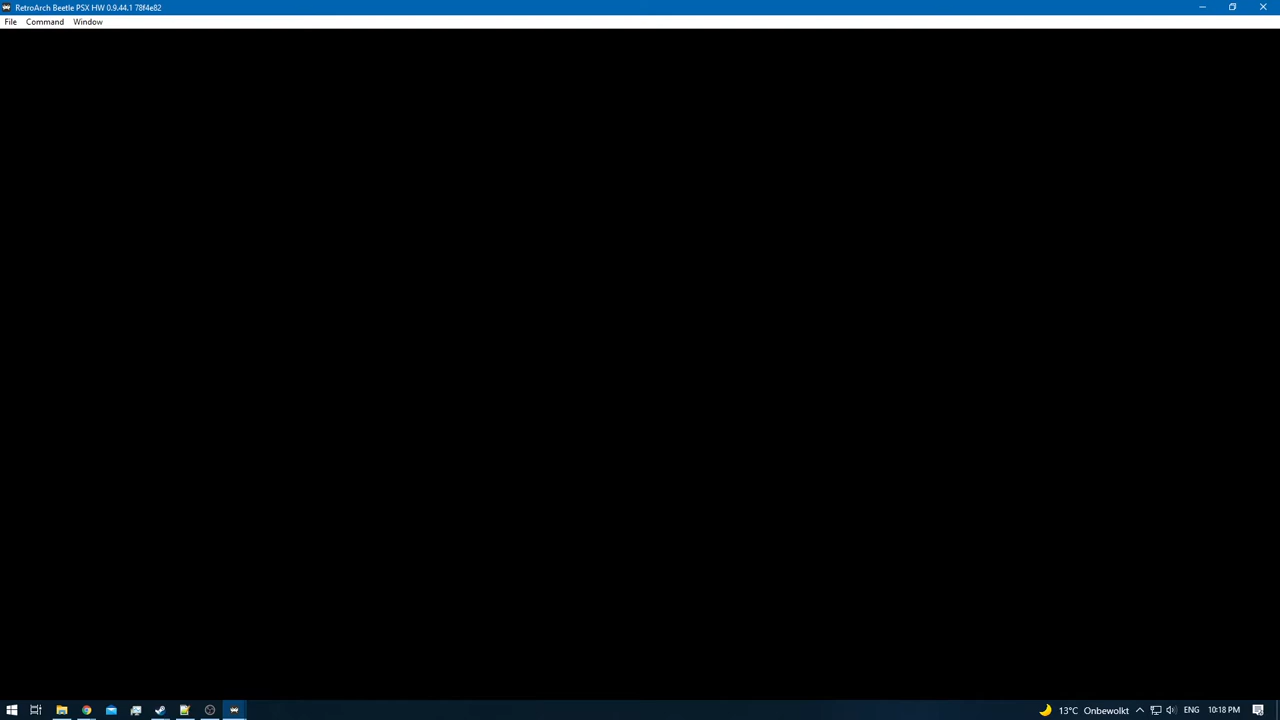 RetroArch Beetle PSX HW 0.9.44.1 78f4e82
File Command Window
13°C Onbewolkt ENG 10:18 PM